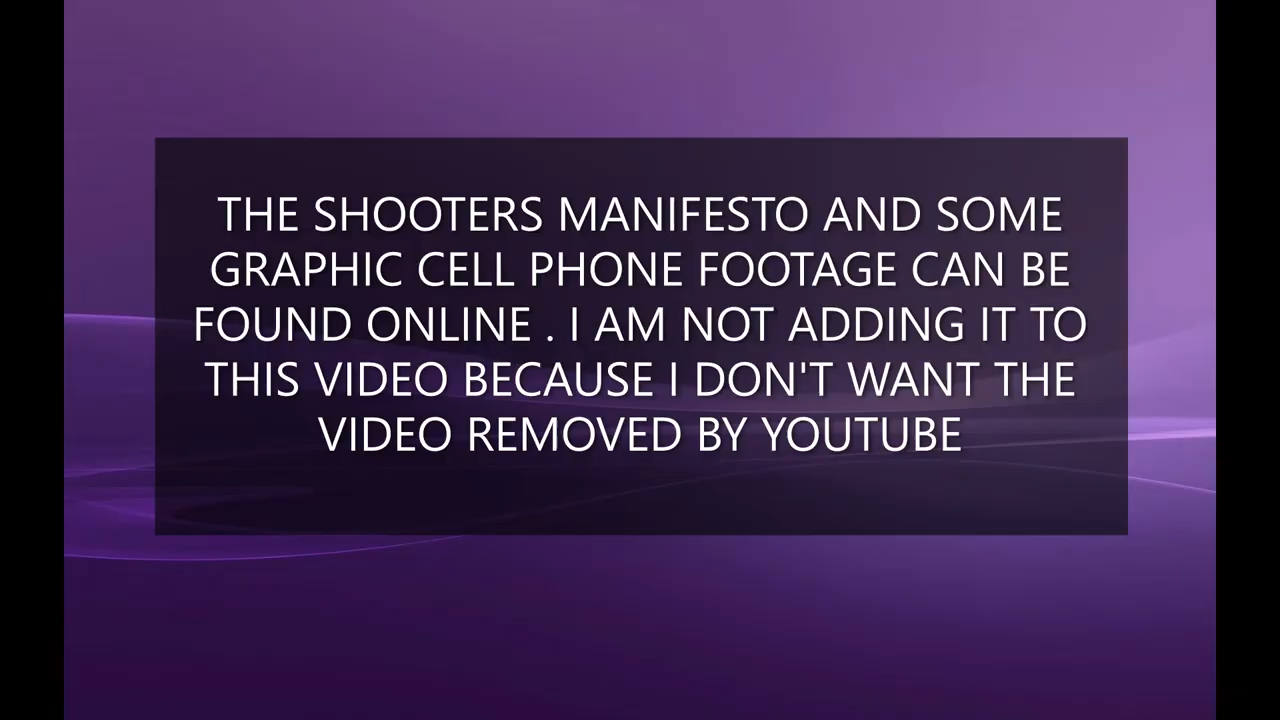 THE SHOOTERS MANIFESTO AND SOME
GRAPHIC CELL PHONE FOOTAGE CAN BE
FOUND ONLINE . I AM NOT ADDING IT TO
THIS VIDEO BECAUSE I DON'T WANT THE
VIDEO REMOVED BY YOUTUBE